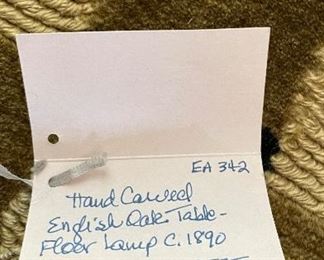 EA 342
Hand Carved
English Oak Table-
Floor Lamp C. 1890